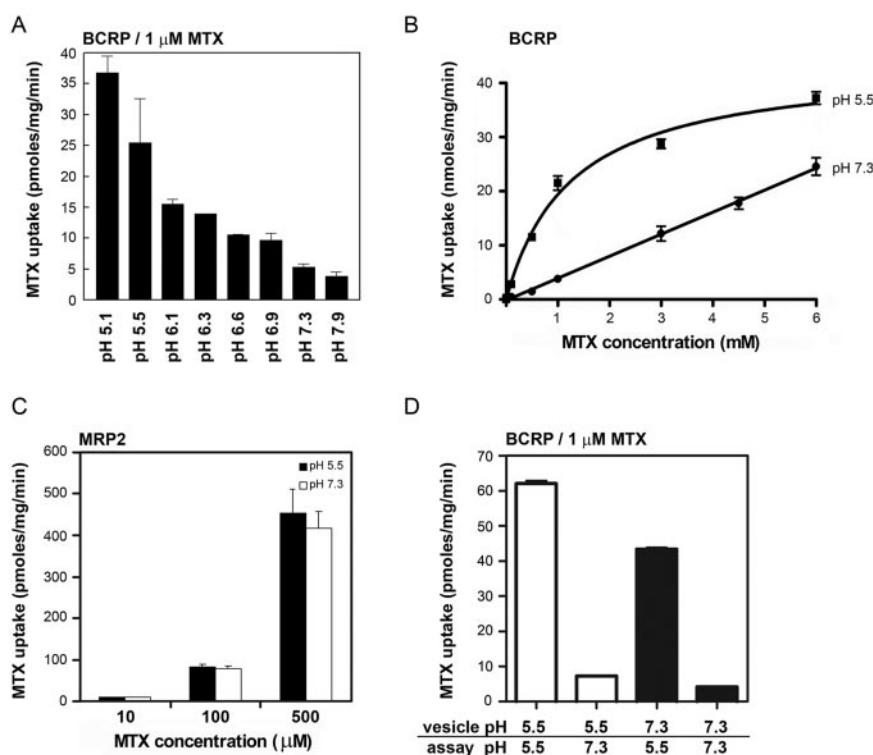 A
BCRP / 1 μM MTX
MTX uptake (pmoles/mg/min)
40
35
30
25
20
15
10
5
0
pH 5.1
pH 5.5
pH 6.1
pH 6.3
pH 6.6
pH 6.9
pH 7.3
pH 7.9
B
BCRP
MTX uptake (nmoles/mg/min)
40
30
20
10
0
pH 5.5
pH 7.3
1 2 3 4 5 6
MTX concentration (mM)
C
MRP2
MTX uptake (pmoles/mg/min)
600
500
400
300
200
100
0
pH 5.5
pH 7.3
10 100 500
MTX concentration (μM)
D
BCRP / 1 μM MTX
MTX uptake (pmoles/mg/min)
70
60
50
40
30
20
10
0
vesicle pH 5.5 5.5 7.3 7.3
assay pH 5.5 7.3 5.5 7.3